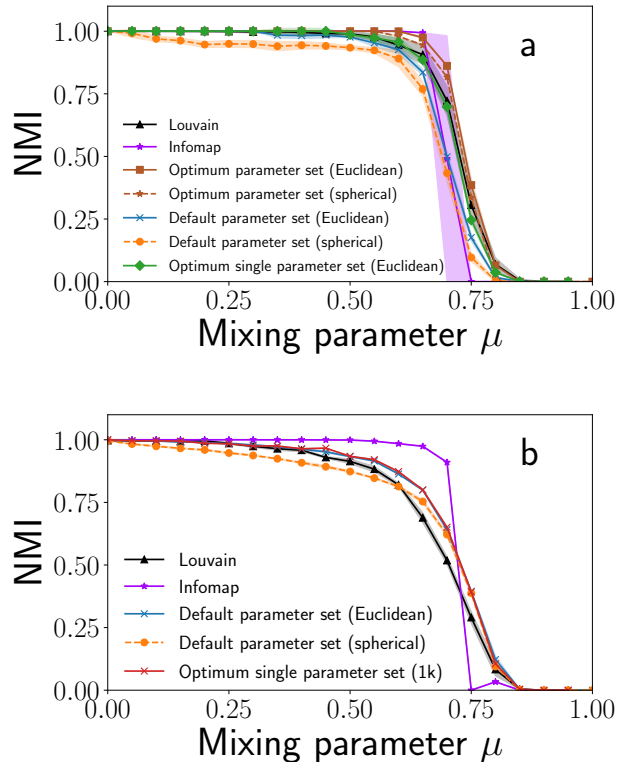 a
NMI
1.00
0.75
0.50
0.25
0.00
Louvain
Infomap
Optimum parameter set (Euclidean)
Optimum parameter set (spherical)
Default parameter set (Euclidean)
Default parameter set (spherical)
Optimum single parameter set (Euclidean)
0.00 0.25 0.50 0.75 1.00
Mixing parameter μ
b
NMI
1.00
0.75
0.50
0.25
0.00
Louvain
Infomap
Default parameter set (Euclidean)
Default parameter set (spherical)
Optimum single parameter set (1k)
0.00 0.25 0.50 0.75 1.00
Mixing parameter μ